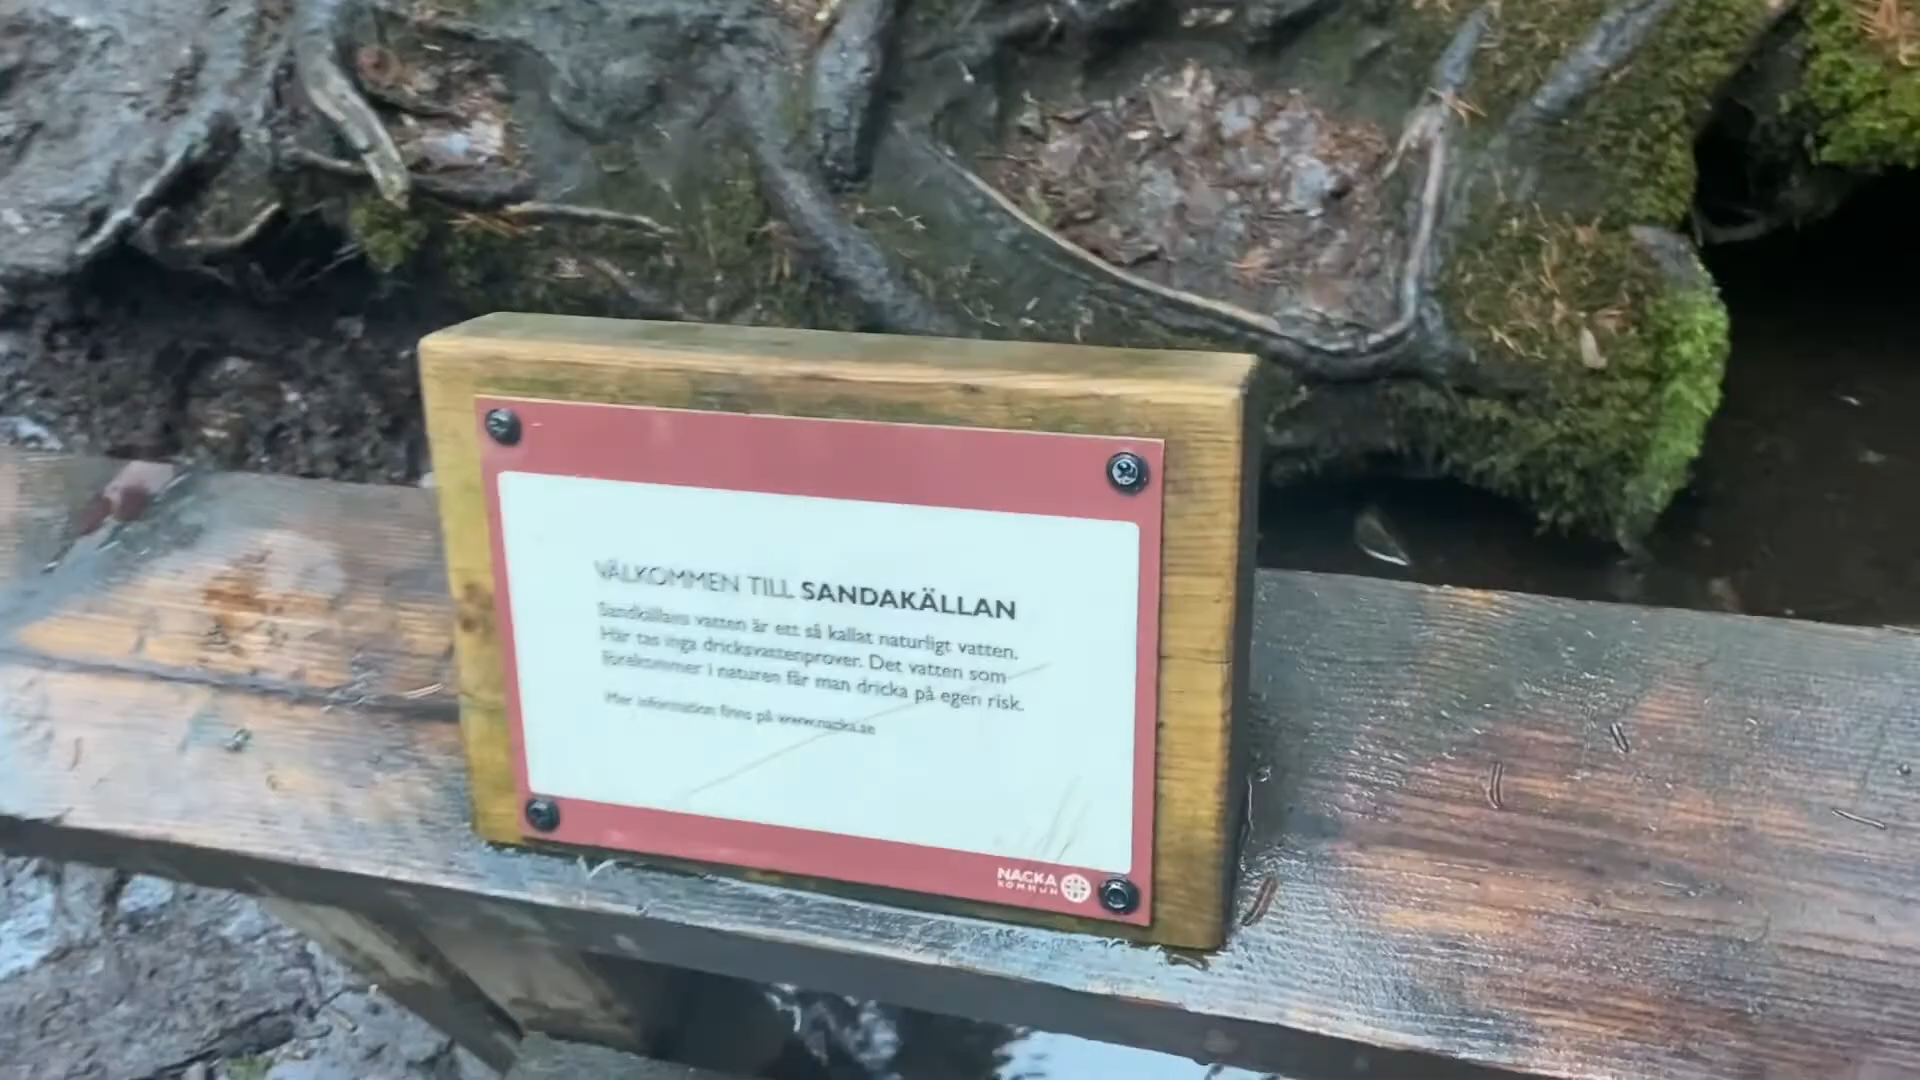 VÄLKOMMEN TILL SANDAKÄLLAN
Sandkällans vatten är ett så kallat naturligt vatten.
Här tas inga dricksvattenprover. Det vatten som
förekommer i naturen får man dricka på egen risk.
Mer information finns på www.nacka.se
NACKA
KOMMUN